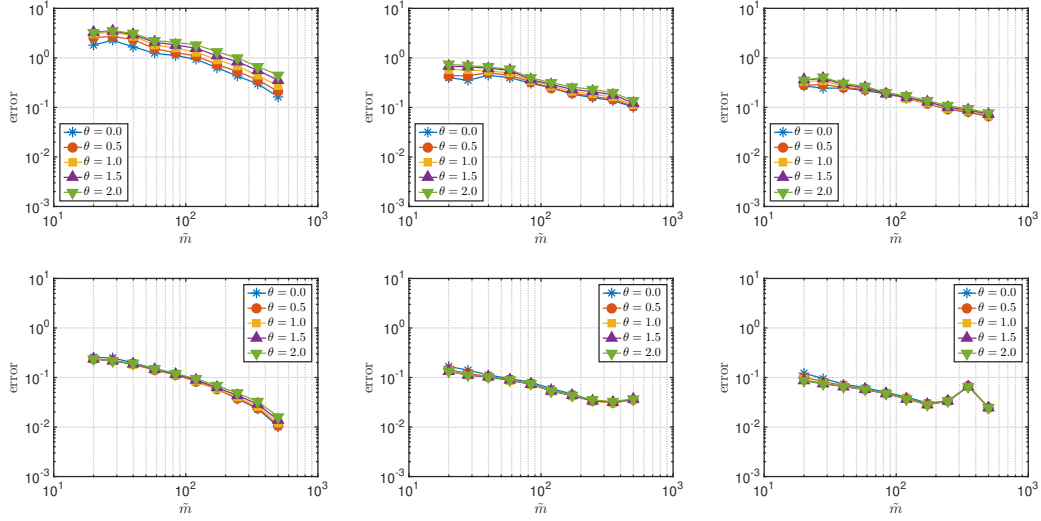 10^1
10^0
error
10^-1
10^-2
10^-3
θ = 0.0
θ = 0.5
θ = 1.0
θ = 1.5
θ = 2.0
10^1 10^2 10^3
m̃
10^1
10^0
error
10^-1
10^-2
10^-3
θ = 0.0
θ = 0.5
θ = 1.0
θ = 1.5
θ = 2.0
10^1 10^2 10^3
m̃
10^1
10^0
error
10^-1
10^-2
10^-3
θ = 0.0
θ = 0.5
θ = 1.0
θ = 1.5
θ = 2.0
10^1 10^2 10^3
m̃
10^1
10^0
error
10^-1
10^-2
10^-3
θ = 0.0
θ = 0.5
θ = 1.0
θ = 1.5
θ = 2.0
10^1 10^2 10^3
m̃
10^1
10^0
error
10^-1
10^-2
10^-3
θ = 0.0
θ = 0.5
θ = 1.0
θ = 1.5
θ = 2.0
10^1 10^2 10^3
m̃
10^1
10^0
error
10^-1
10^-2
10^-3
θ = 0.0
θ = 0.5
θ = 1.0
θ = 1.5
θ = 2.0
10^1 10^2 10^3
m̃